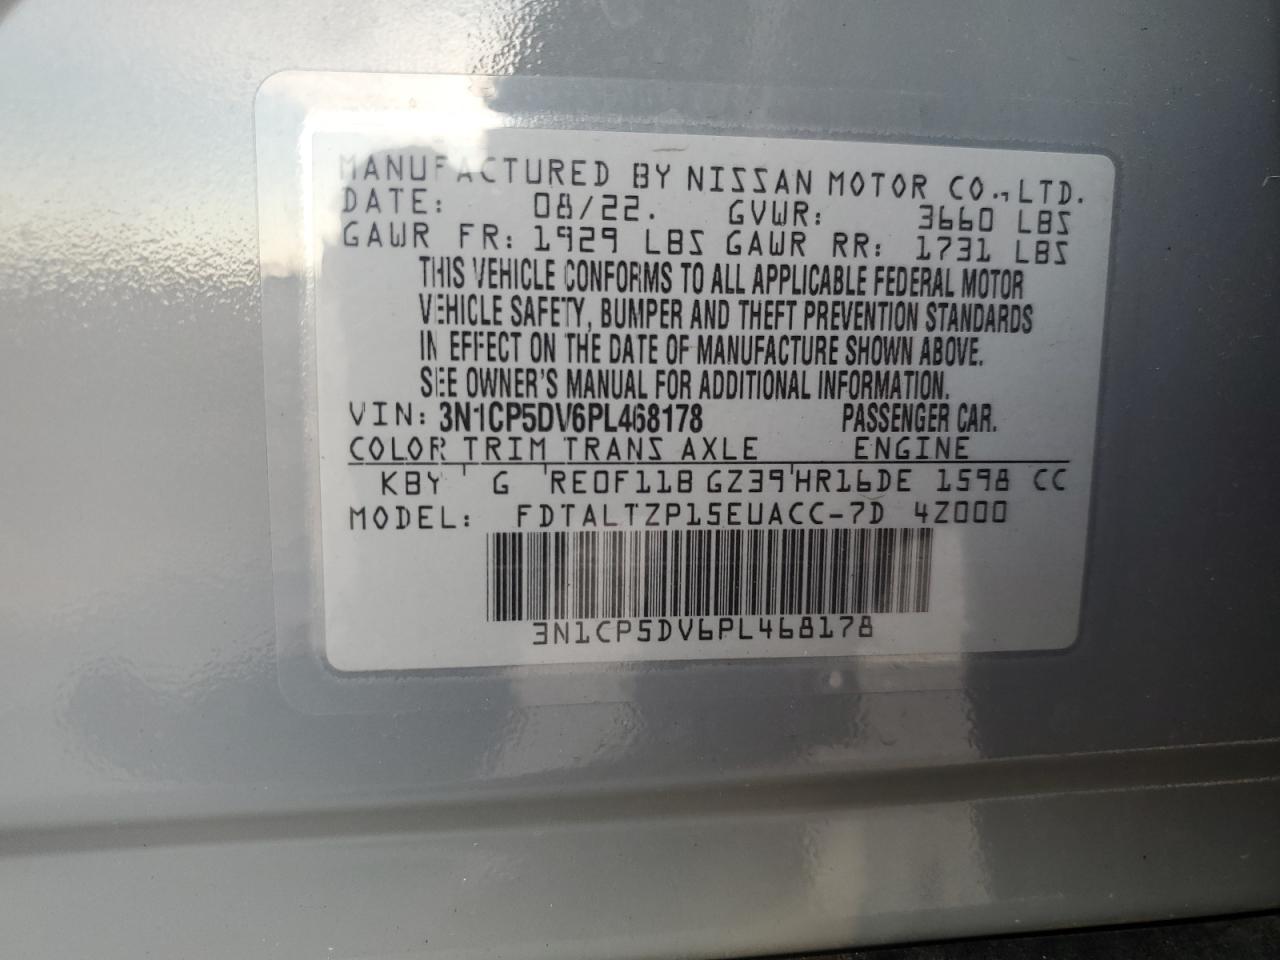 MANUFACTURED BY NISSAN MOTOR CO., LTD.
DATE: 08/22. GVWR: 3660 LBS
GAWR FR: 1929 LBS GAWR RR: 1731 LBS
THIS VEHICLE CONFORMS TO ALL APPLICABLE FEDERAL MOTOR
VEHICLE SAFETY, BUMPER AND THEFT PREVENTION STANDARDS
IN EFFECT ON THE DATE OF MANUFACTURE SHOWN ABOVE.
SEE OWNER'S MANUAL FOR ADDITIONAL INFORMATION.
VIN: 3N1CP5DV6PL468178 PASSENGER CAR.
COLOR TRIM TRANS AXLE ENGINE
KBY G RE0F11B GZ39 HR16DE 1598 CC
MODEL: FDTALTZP15EUACC-7D 4Z000
3N1CP5DV6PL468178